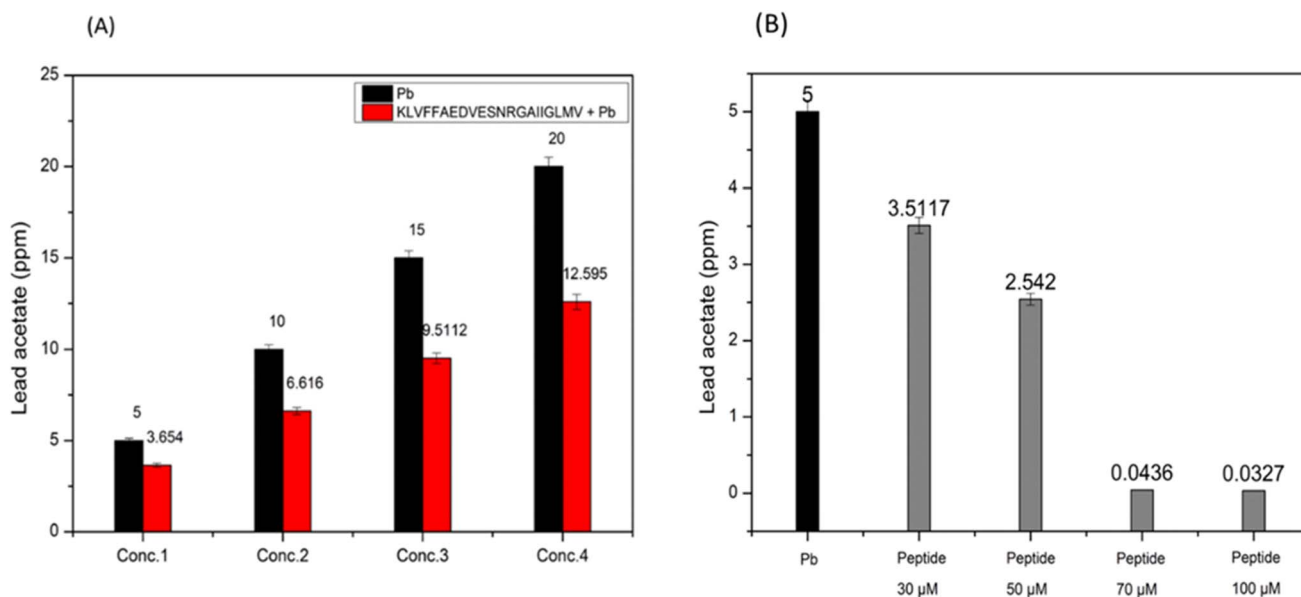 (A)
Lead acetate (ppm)
25
20
15
10
5
0
Pb
KLVFFAEDVESNRGAIIGLMV + Pb
5
3.654
10
6.616
15
9.5112
20
12.595
Conc.1
Conc.2
Conc.3
Conc.4
(B)
Lead acetate (ppm)
5
4
3
2
1
0
5
3.5117
2.542
0.0436
0.0327
Pb
Peptide
30 μM
Peptide
50 μM
Peptide
70 μM
Peptide
100 μM